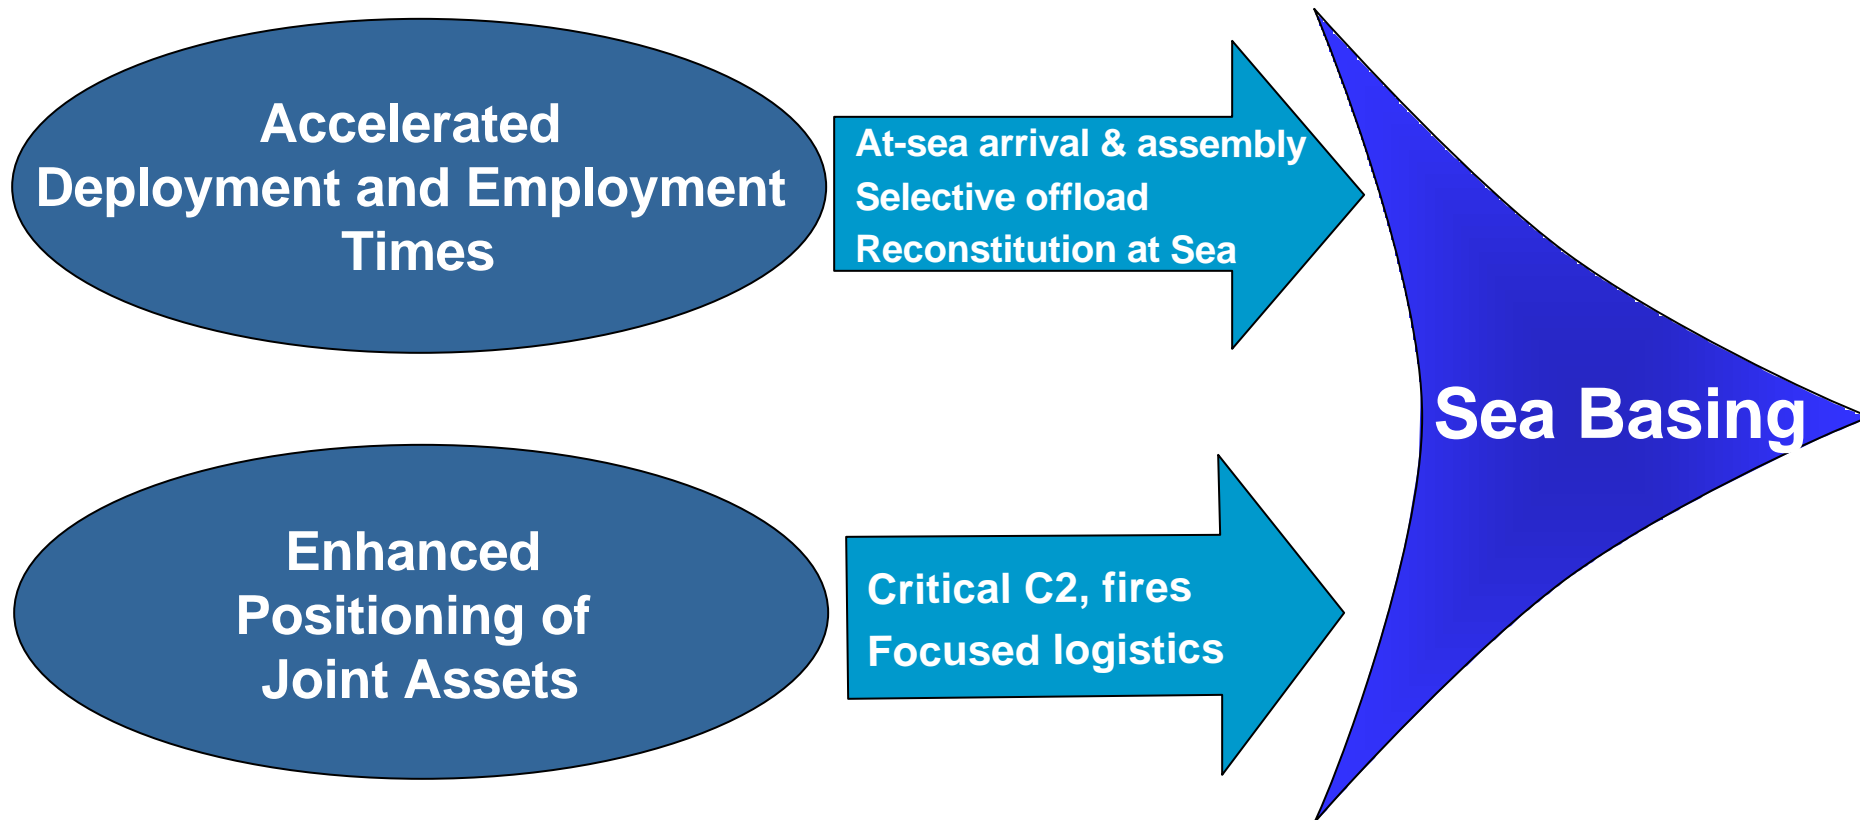 Accelerated
Deployment and Employment
Times
At-sea arrival & assembly
Selective offload
Reconstitution at Sea
Enhanced
Positioning of
Joint Assets
Critical C2, fires
Focused logistics
Sea Basing